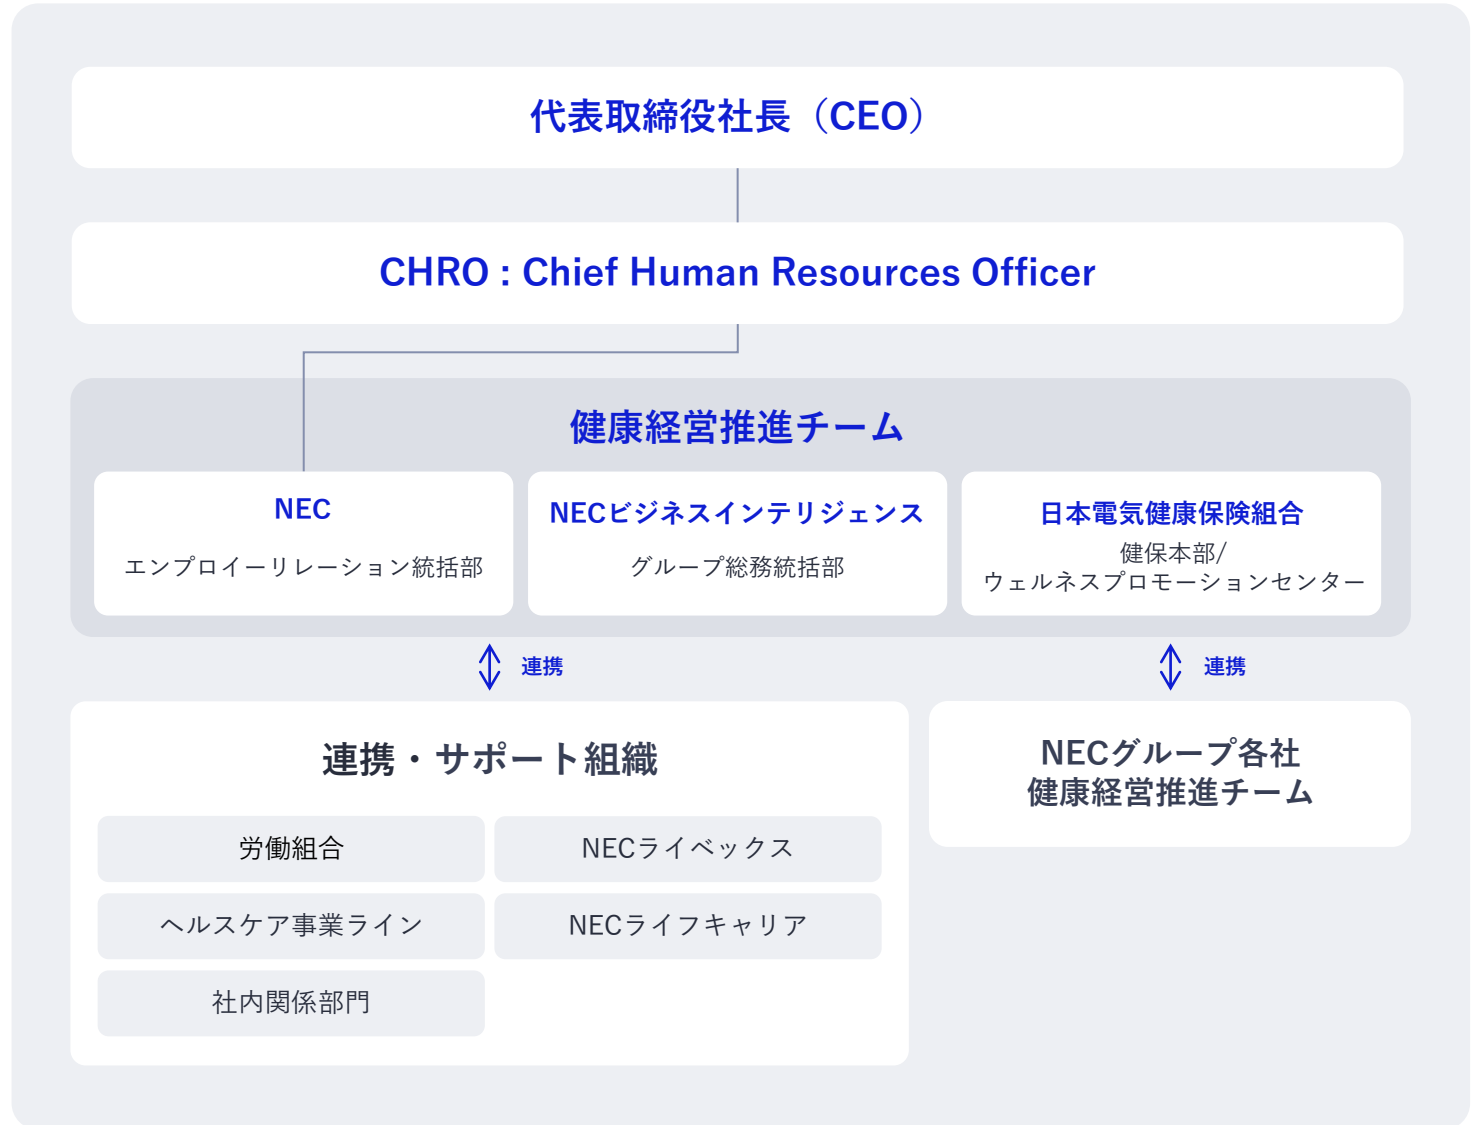 代表取締役社長（CEO）
CHRO : Chief Human Resources Officer
健康経営推進チーム
NEC
エンプロイーリレーション統括部
NECビジネスインテリジェンス
グループ総務統括部
日本電気健康保険組合
健保本部/
ウェルネスプロモーションセンター
連携
連携
連携・サポート組織
労働組合
NECライベックス
ヘルスケア事業ライン
NECライフキャリア
社内関係部門
NECグループ各社
健康経営推進チーム